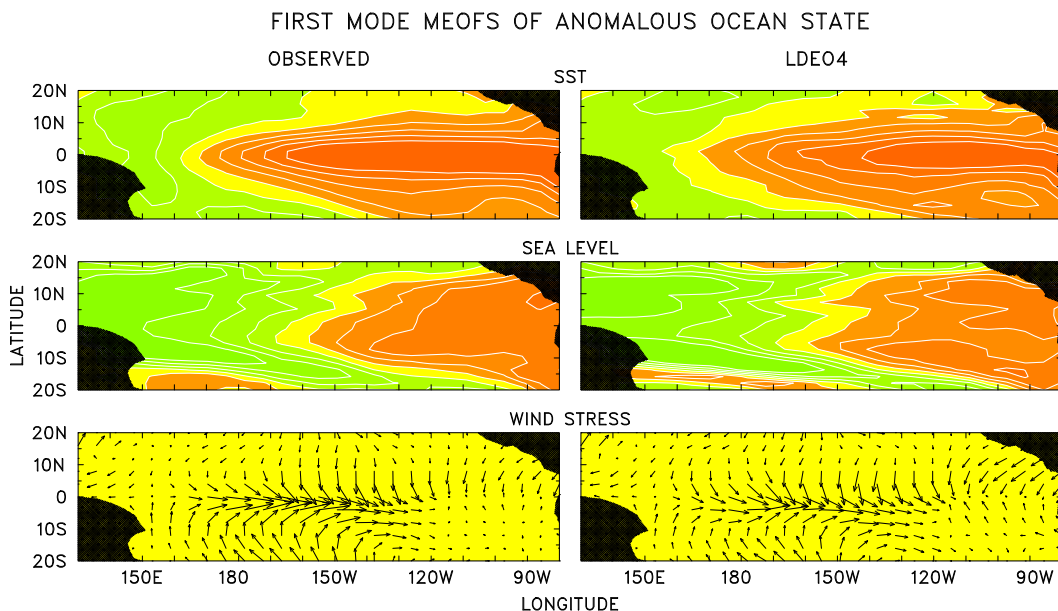 FIRST MODE MEOFS OF ANOMALOUS OCEAN STATE
OBSERVED LDEO4
SST
20N
10N
0
10S
20S
SEA LEVEL
20N
10N
0
10S
20S
LATITUDE
WIND STRESS
20N
10N
0
10S
20S
150E 180 150W 120W 90W 150E 180 150W 120W 90W
LONGITUDE